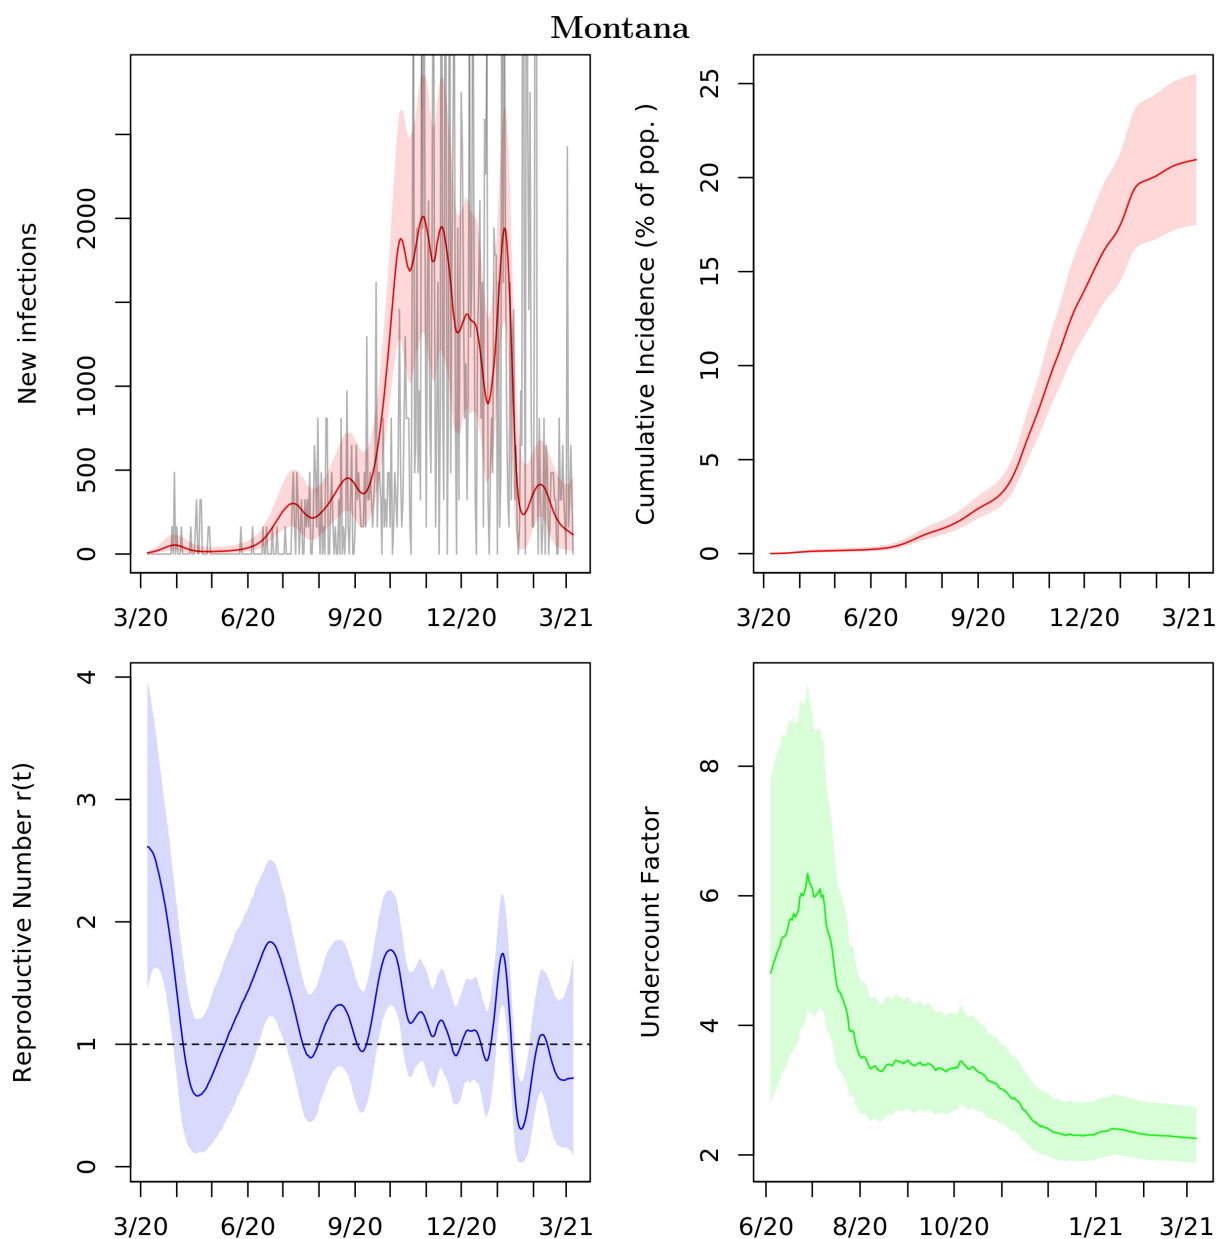 Montana
New infections
0
500
1000
2000
3/20 6/20 9/20 12/20 3/21
Cumulative Incidence (% of pop. )
0
5
10
15
20
25
3/20 6/20 9/20 12/20 3/21
Reproductive Number r(t)
0
1
2
3
4
3/20 6/20 9/20 12/20 3/21
Undercount Factor
2
4
6
8
6/20 8/20 10/20 1/21 3/21